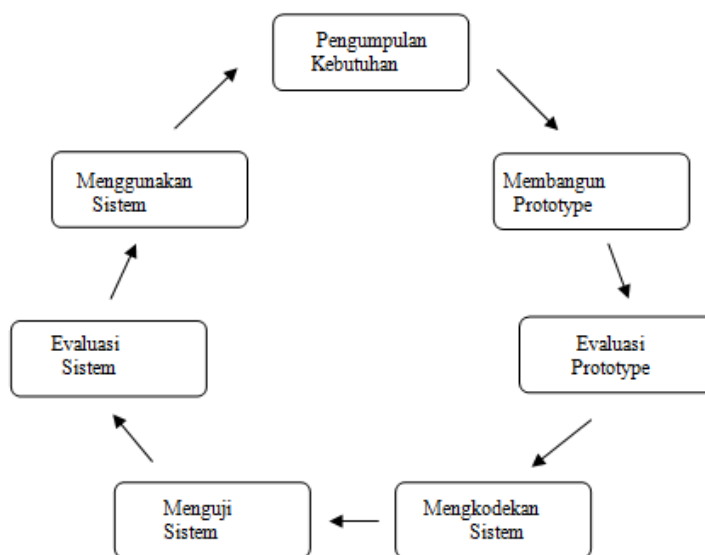 Pengumpulan
Kebutuhan
Membangun
Prototype
Evaluasi
Prototype
Mengkodekan
Sistem
Menguji
Sistem
Evaluasi
Sistem
Menggunakan
Sistem